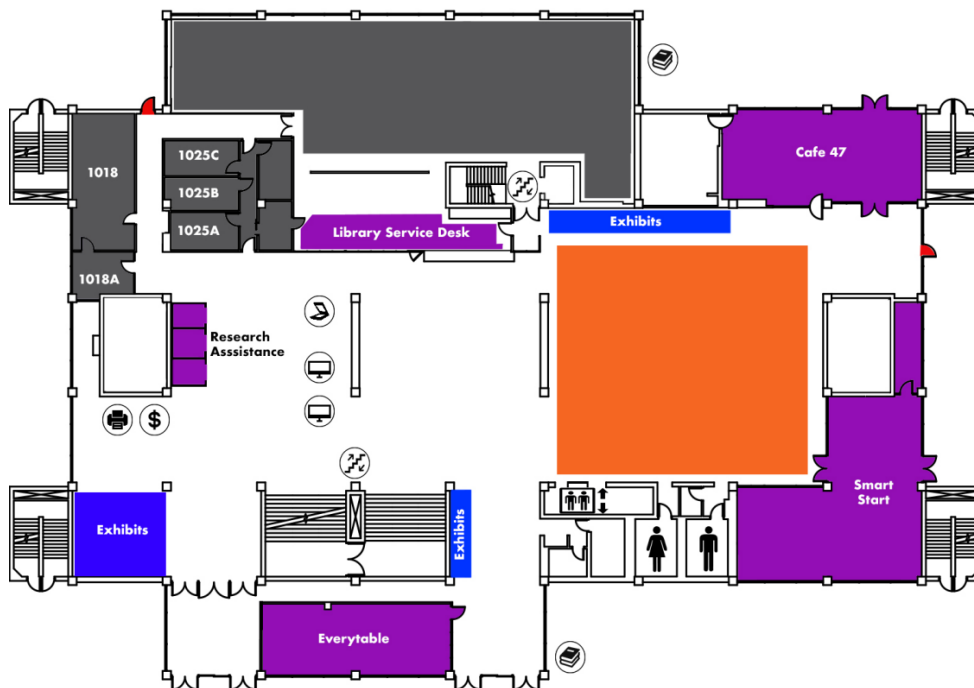 1018
1025C
1025B
1025A
1018A
Cafe 47
Library Service Desk
Exhibits
Research
Asssistance
$
Smart
Start
Exhibits
Exhibits
Everytable